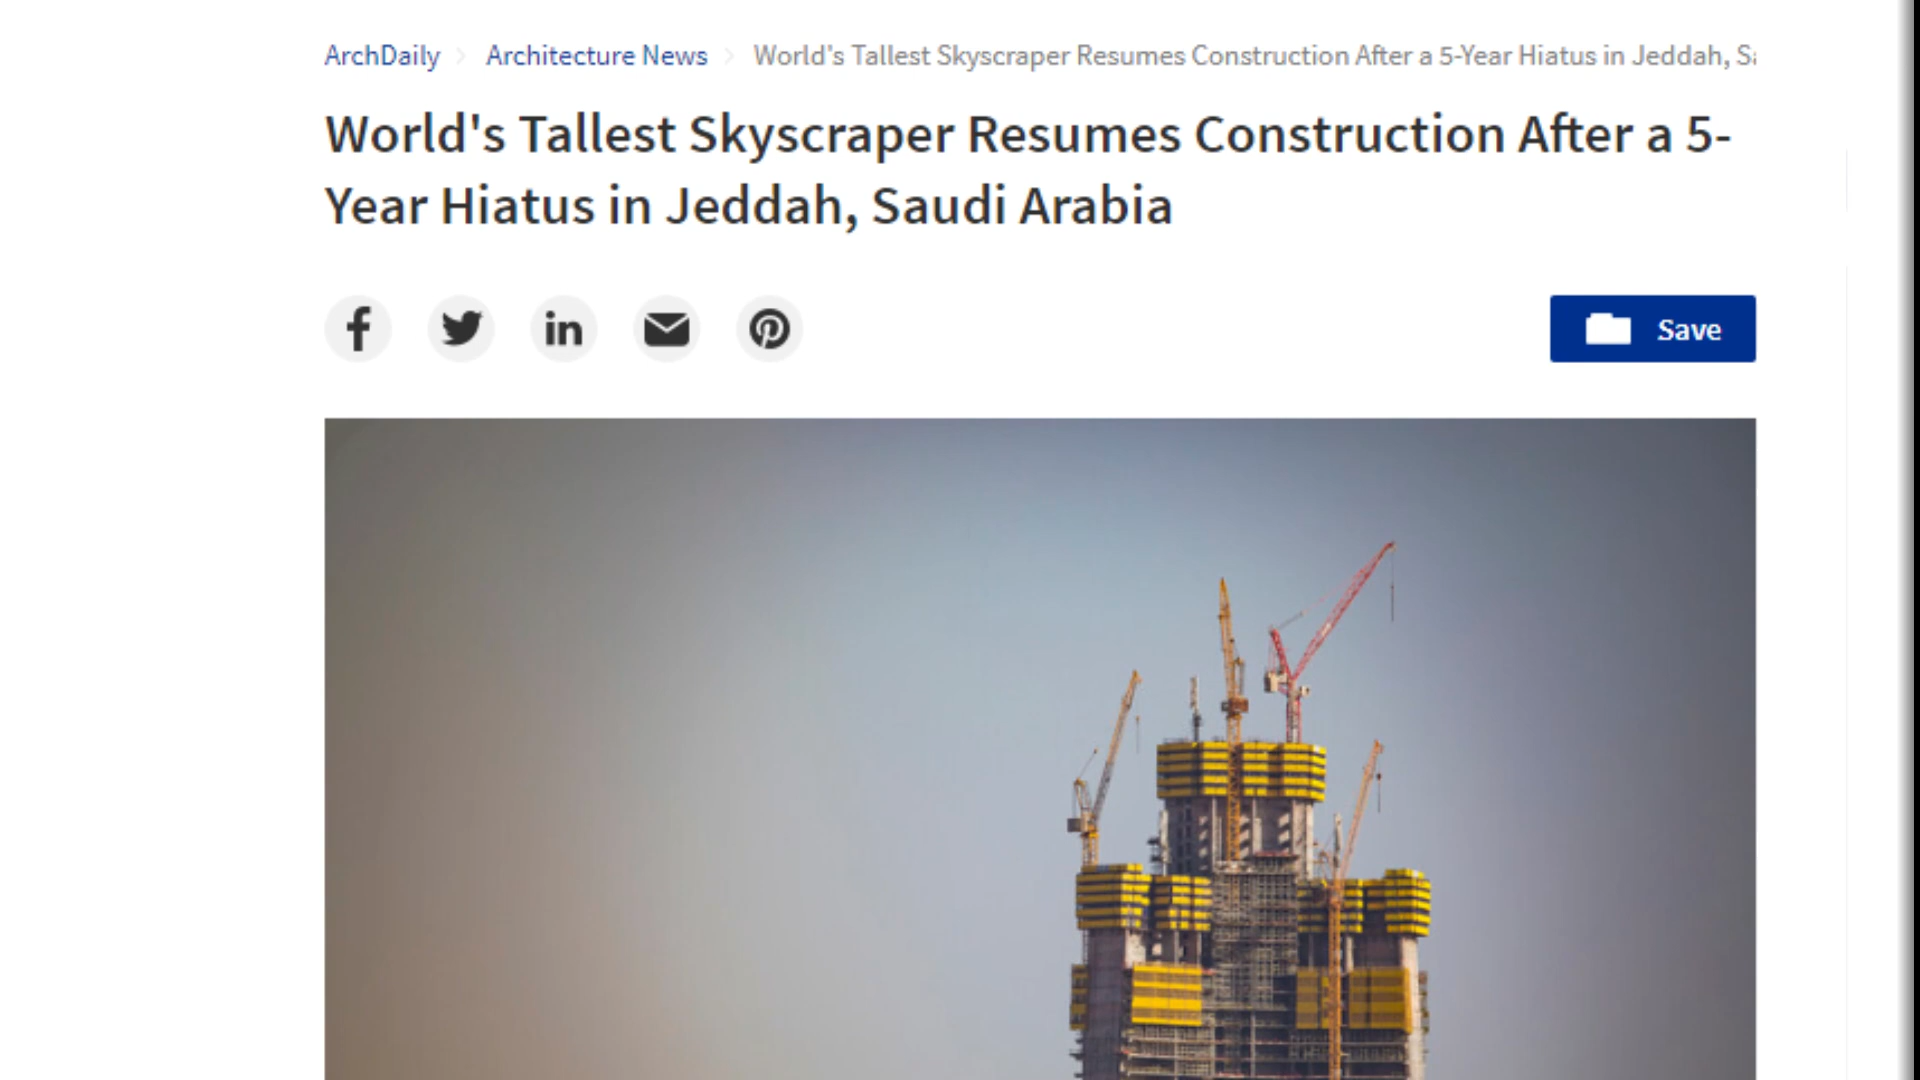 ArchDaily Architecture News World's Tallest Skyscraper Resumes Construction After a 5-Year Hiatus in Jeddah,
World's Tallest Skyscraper Resumes Construction After a 5-
Year Hiatus in Jeddah, Saudi Arabia
Save